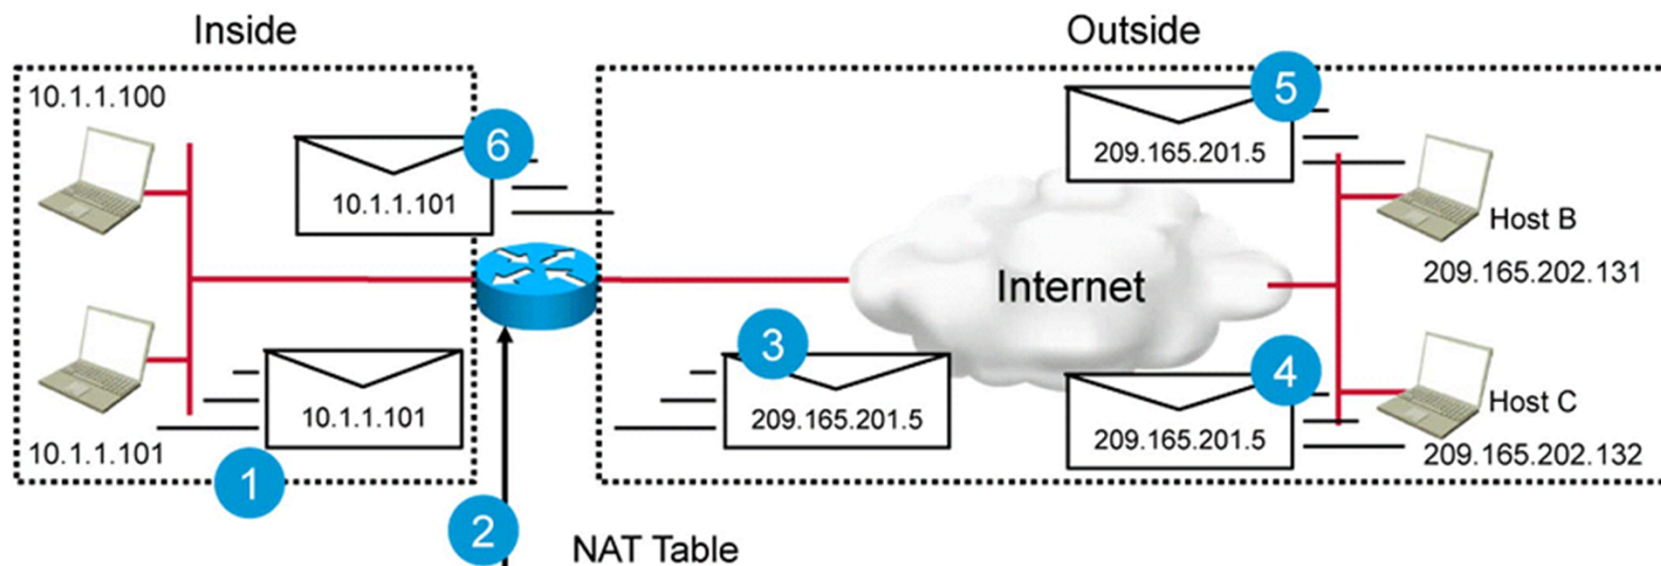 Inside
Outside
10.1.1.100
6
10.1.1.101
5
209.165.201.5
Host B
209.165.202.131
Internet
3
209.165.201.5
4
209.165.201.5
Host C
209.165.202.132
10.1.1.101
10.1.1.101
1
2
NAT Table